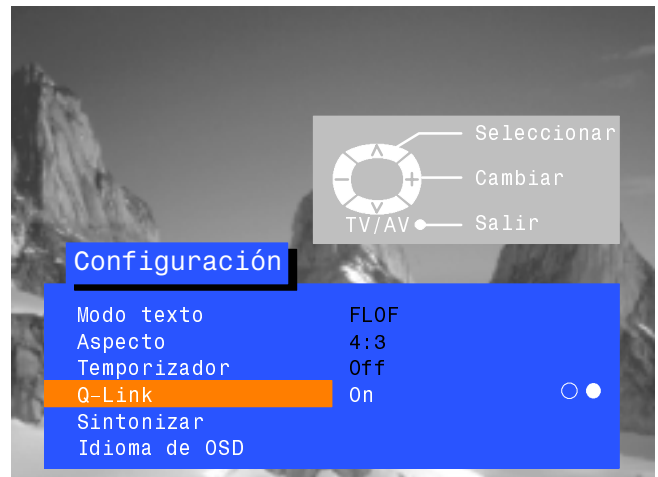 Seleccionar
Cambiar
TV/AV Salir
Configuración
Modo texto FLOF
Aspecto 4:3
Temporizador Off
Q-Link On
Sintonizar
Idioma de OSD